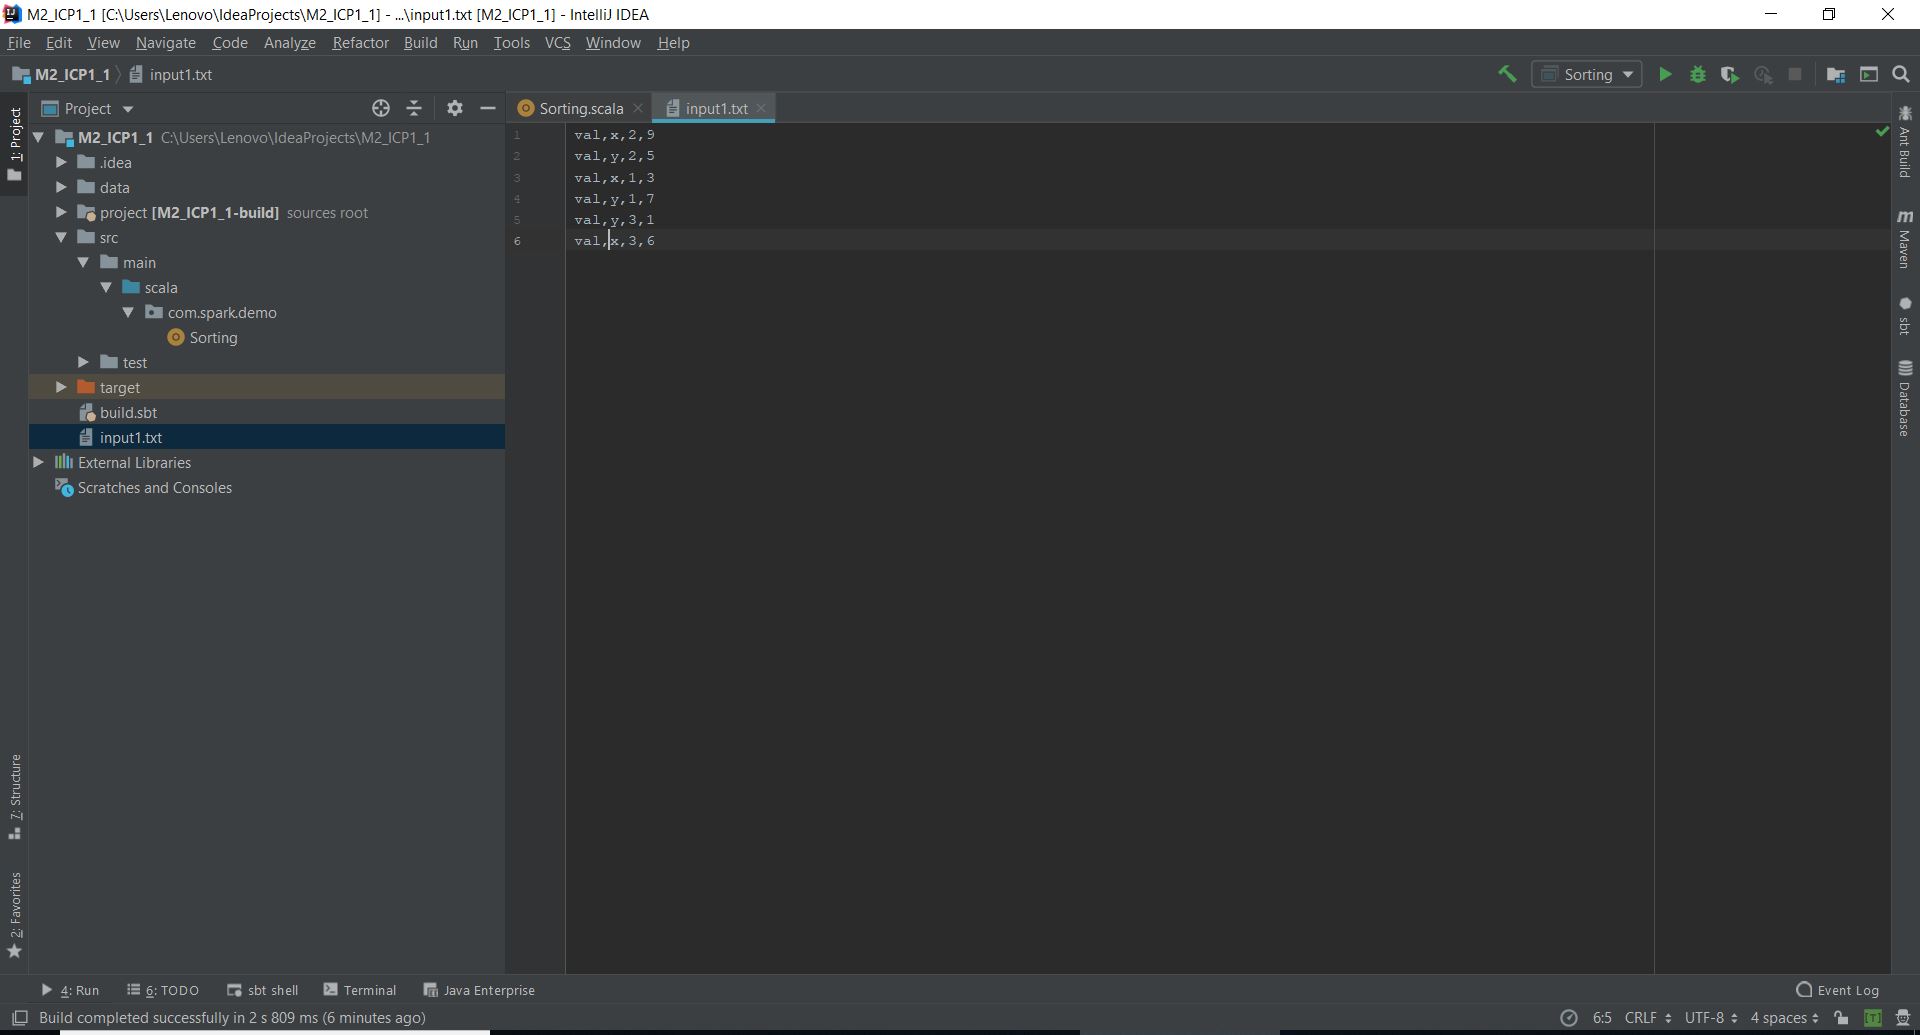 M2_ICP1_1 [C:\Users\Lenovo\IdeaProjects\M2_ICP1_1] - ...\input1.txt [M2_ICP1_1] - IntelliJ IDEA
File Edit View Navigate Code Analyze Refactor Build Run Tools VCS Window Help
M2_ICP1_1 input1.txt Sorting
1: Project
Project
M2_ICP1_1 C:\Users\Lenovo\IdeaProjects\M2_ICP1_1
.idea
data
project [M2_ICP1_1-build] sources root
src
main
scala
com.spark.demo
Sorting
test
target
build.sbt
input1.txt
External Libraries
Scratches and Consoles
7: Structure
2: Favorites
Sorting.scala input1.txt
1 val,x,2,9
2 val,y,2,5
3 val,x,1,3
4 val,y,1,7
5 val,y,3,1
6 val,x,3,6
Ant Build
m Maven
sbt
Database
4: Run 6: TODO sbt shell Terminal Java Enterprise Event Log
Build completed successfully in 2 s 809 ms (6 minutes ago) 6:5 CRLF UTF-8 4 spaces [T]